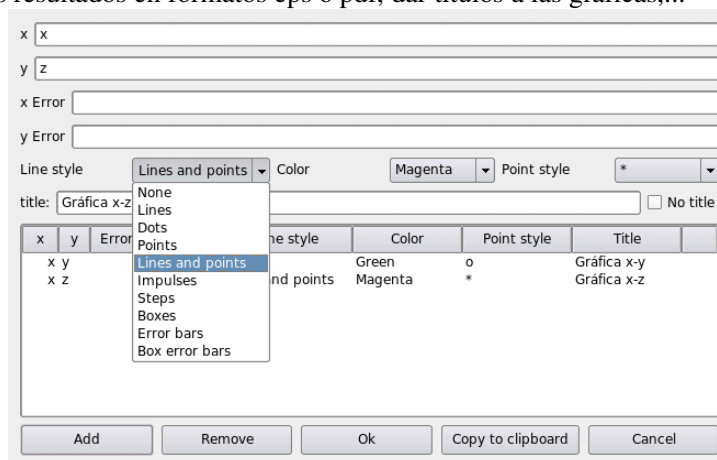 resultados en formatos eps o pdf, dar títulos a las gráficas,...
x x
y z
x Error
y Error
Line style Lines and points Color Magenta Point style *
title: Gráfica x-z No title
None
Lines
Dots
Points
Lines and points
Impulses
Steps
Boxes
Error bars
Box error bars
x y Error ne style Color Point style Title
x y Green o Gráfica x-y
x z nd points Magenta * Gráfica x-z
Add Remove Ok Copy to clipboard Cancel